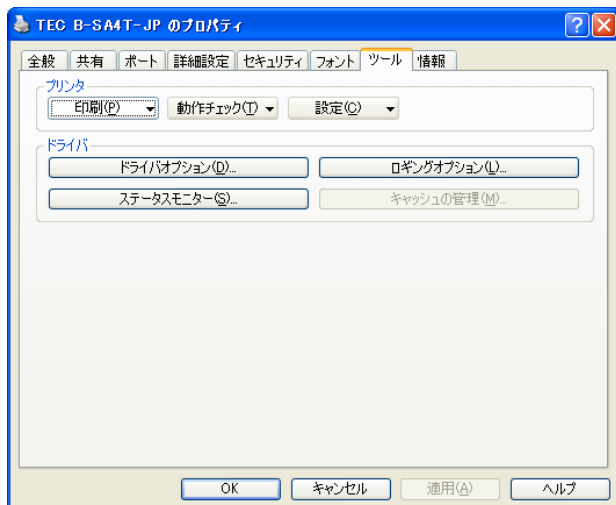 TEC B-SA4T-JP のプロパティ
全般 共有 ポート 詳細設定 セキュリティ フォント ツール 情報
プリンタ
印刷(P) 動作チェック(T) 設定(C)
ドライバ
ドライバオプション(D)... ロギングオプション(L)...
ステータスモニター(S)... キャッシュの管理(M)...
OK キャンセル 適用(A) ヘルプ